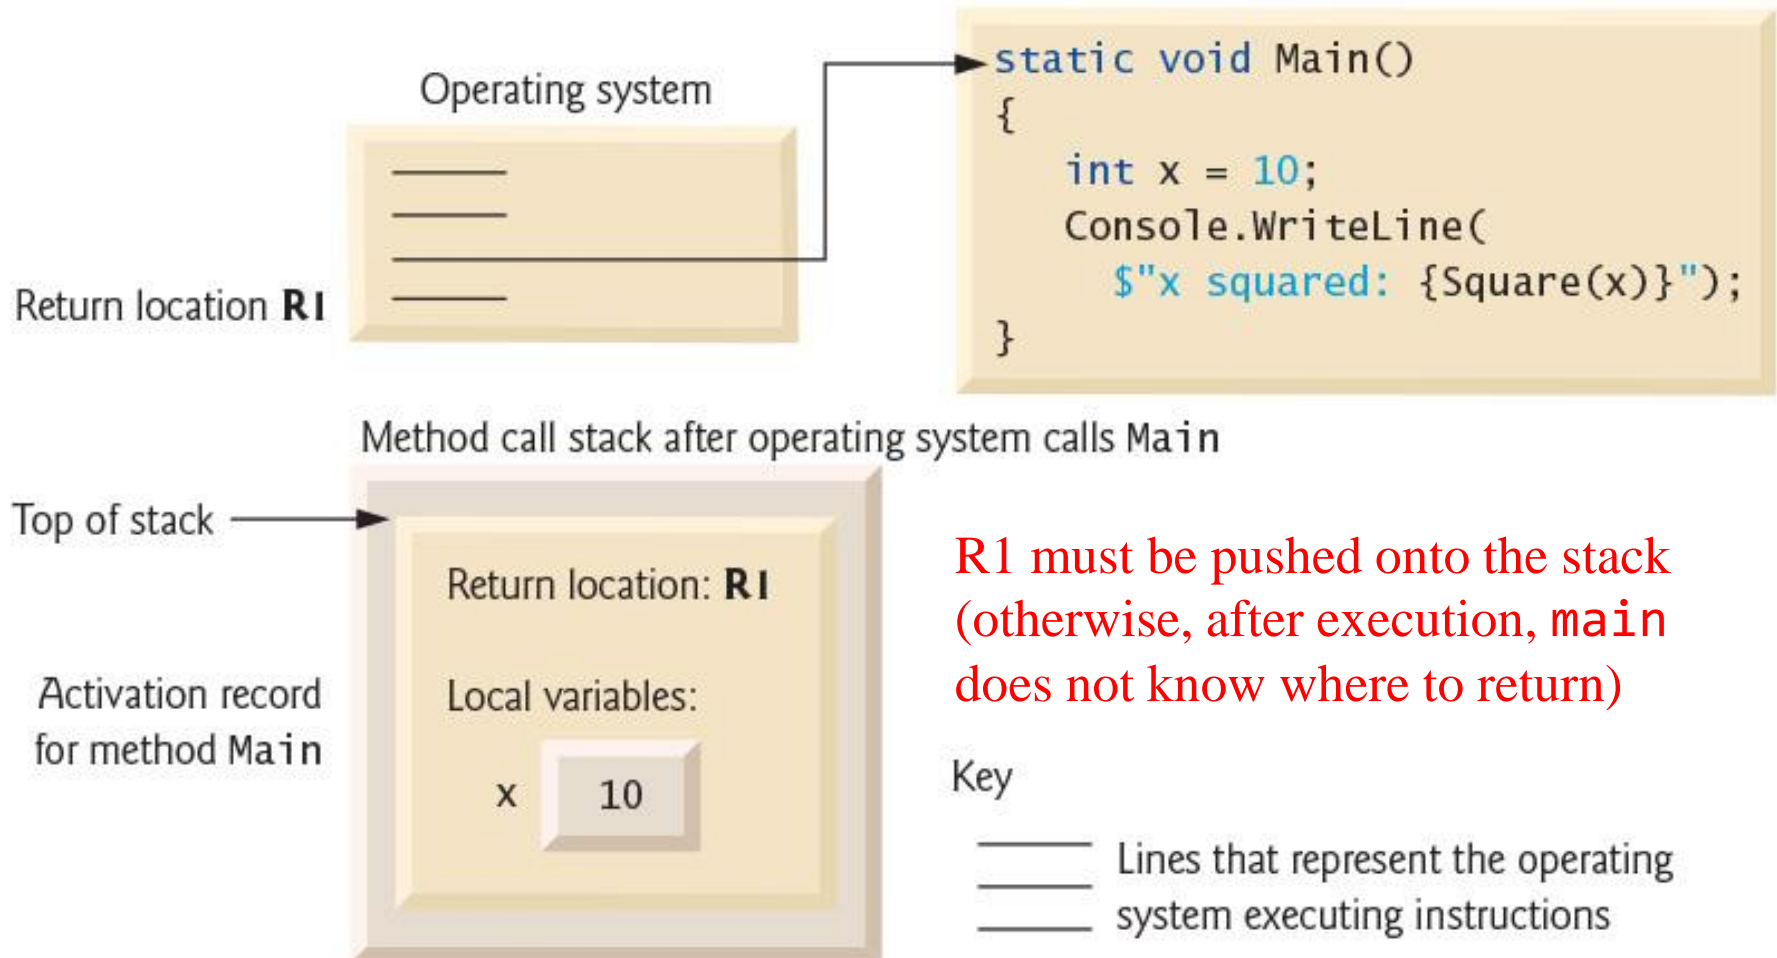 Operating system
Return location R1
static void Main()
{
int x = 10;
Console.WriteLine(
$"x squared: {Square(x)}");
}
Method call stack after operating system calls Main
Top of stack
Return location: R1
Activation record
for method Main
Local variables:
x 10
R1 must be pushed onto the stack
(otherwise, after execution, main
does not know where to return)
Key
Lines that represent the operating
system executing instructions